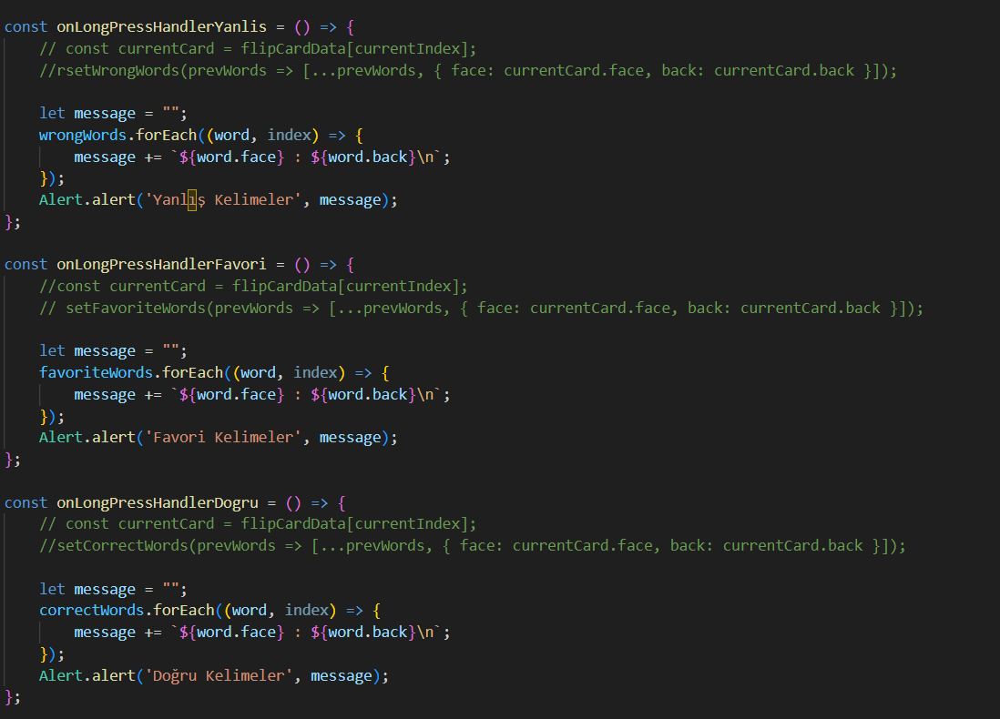 const onLongPressHandlerYanlis = () => {
    // const currentCard = flipCardData[currentIndex];
    //rsetWrongWords(prevWords => [...prevWords, { face: currentCard.face, back: currentCard.back }]);
    let message = "";
    wrongWords.forEach((word, index) => {
        message += `${word.face} : ${word.back}\n`;
    });
    Alert.alert('Yanlış Kelimeler', message);
};
const onLongPressHandlerFavori = () => {
    //const currentCard = flipCardData[currentIndex];
    // setFavoriteWords(prevWords => [...prevWords, { face: currentCard.face, back: currentCard.back }]);
    let message = "";
    favoriteWords.forEach((word, index) => {
        message += `${word.face} : ${word.back}\n`;
    });
    Alert.alert('Favori Kelimeler', message);
};
const onLongPressHandlerDogru = () => {
    // const currentCard = flipCardData[currentIndex];
    //setCorrectWords(prevWords => [...prevWords, { face: currentCard.face, back: currentCard.back }]);
    let message = "";
    correctWords.forEach((word, index) => {
        message += `${word.face} : ${word.back}\n`;
    });
    Alert.alert('Doğru Kelimeler', message);
};